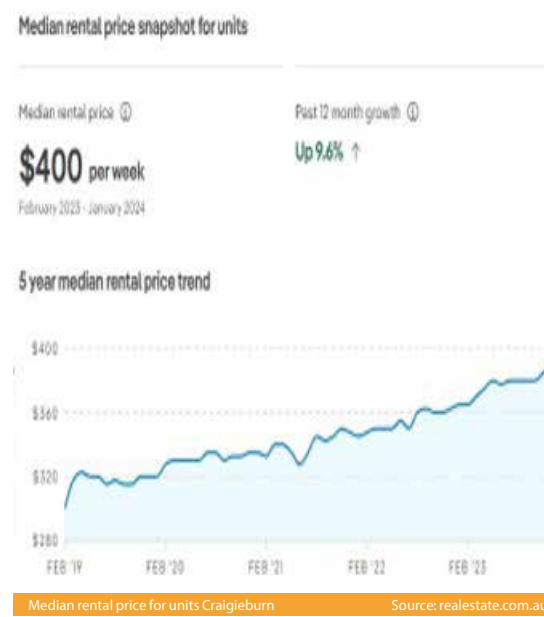 Median rental price snapshot for units
Median rental price ⓘ
Past 12 month growth ⓘ
$400 per week
Up 9.6% ↑
February 2023 - January 2024
5 year median rental price trend
$400
$360
$320
$280
FEB '19 FEB '20 FEB '21 FEB '22 FEB '23
Median rental price for units Craigieburn
Source: realestate.com.au